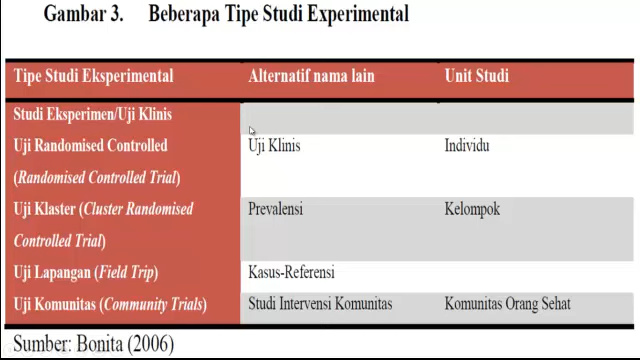 Gambar 3. Beberapa Tipe Studi Experimental
Tipe Studi Eksperimental Alternatif nama lain Unit Studi
Studi Eksperimen/Uji Klinis
Uji Randomised Controlled Uji Klinis Individu
(Randomised Controlled Trial)
Uji Klaster (Cluster Randomised Prevalensi Kelompok
Controlled Trial)
Uji Lapangan (Field Trip) Kasus-Referensi
Uji Komunitas (Community Trials) Studi Intervensi Komunitas Komunitas Orang Sehat
Sumber: Bonita (2006)